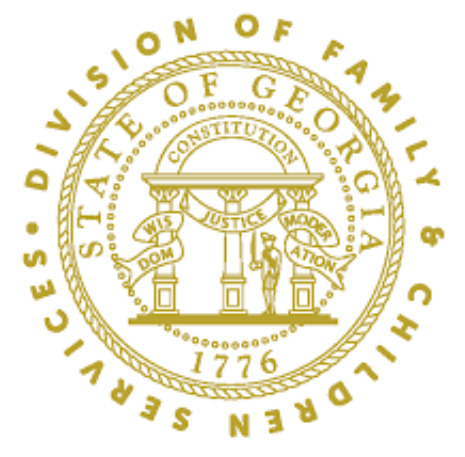 DIVISION OF FAMILY & CHILDREN SERVICES •
STATE OF GEORGIA
CONSTITUTION
WIS
DOM
JUSTICE
MODER
ATION
1776